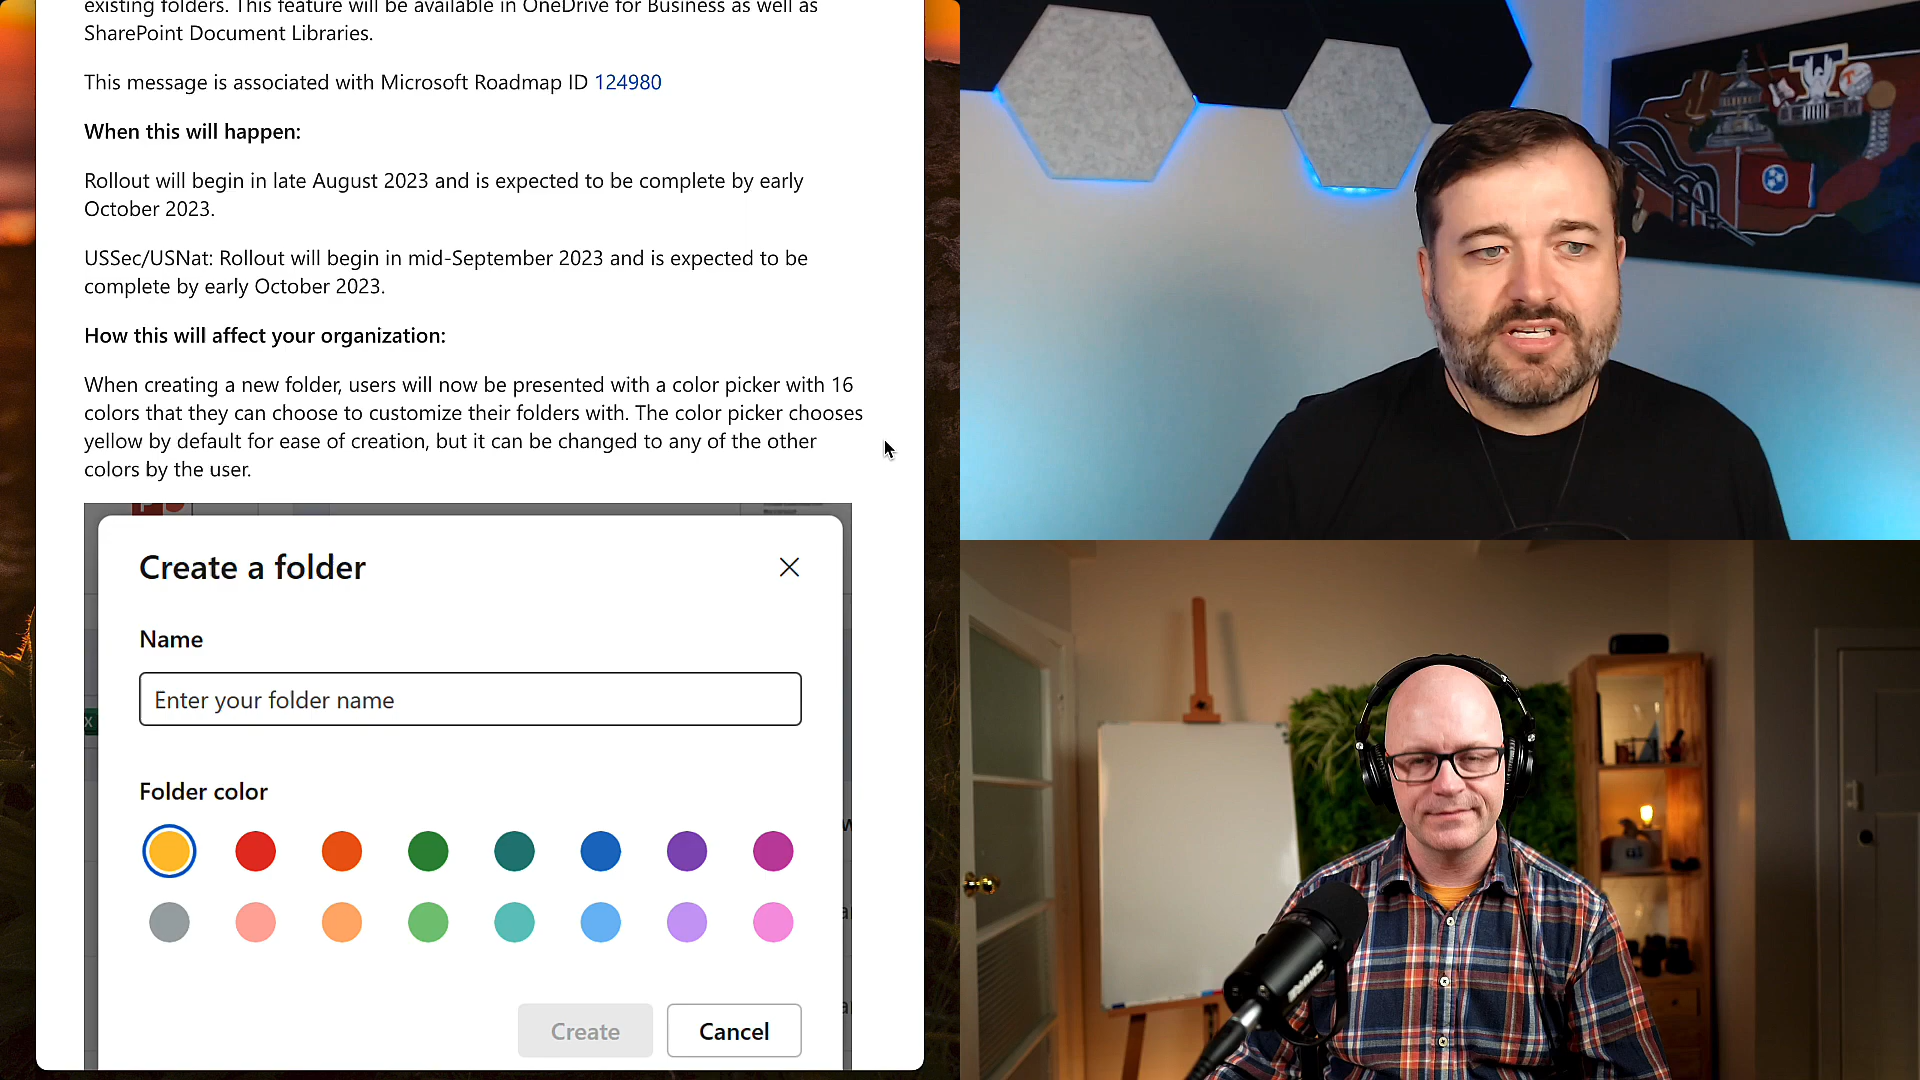 existing folders. This feature will be available in OneDrive for Business as well as
SharePoint Document Libraries.
This message is associated with Microsoft Roadmap ID 124980
When this will happen:
Rollout will begin in late August 2023 and is expected to be complete by early
October 2023.
USSec/USNat: Rollout will begin in mid-September 2023 and is expected to be
complete by early October 2023.
How this will affect your organization:
When creating a new folder, users will now be presented with a color picker with 16
colors that they can choose to customize their folders with. The color picker chooses
yellow by default for ease of creation, but it can be changed to any of the other
colors by the user.
Create a folder
Name
Enter your folder name
Folder color
Create
Cancel